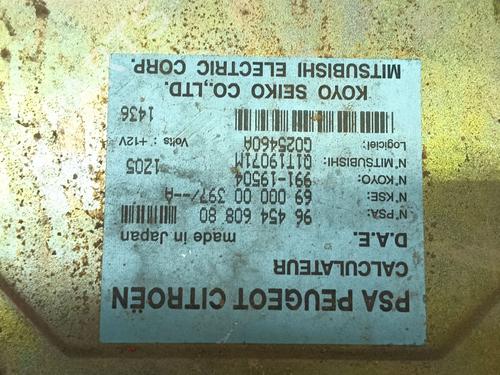 PSA PEUGEOT CITROËN
CALCULATEUR
D.A.E. made in Japan
N°PSA: 96 454 608 80
N°KSE: 69 000 00 397/--A
N°KOYO: 991-19504
N°MITSUBISHI: Q1T19071M 1Z05
Logiciel: G025460A Volts : +12V
1436
KOYO SEIKO CO.,LTD.
MITSUBISHI ELECTRIC CORP.